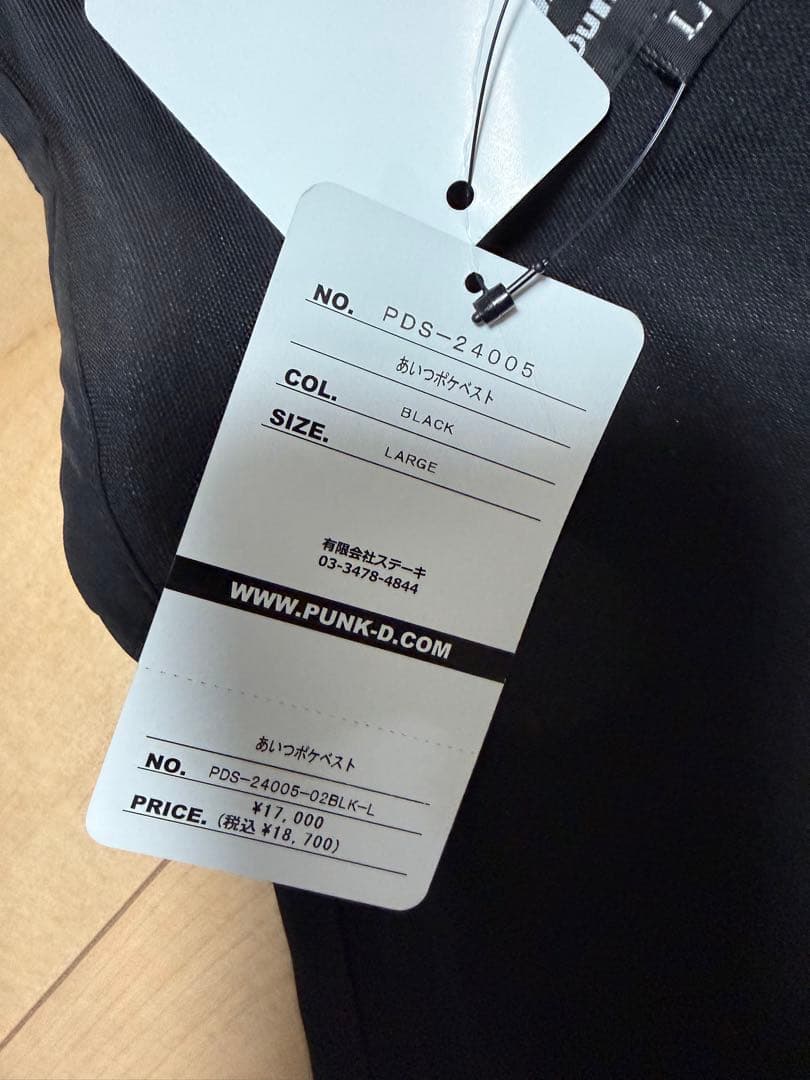 L
NO. PDS-24005
あいつポケベスト
COL. BLACK
SIZE. LARGE
有限会社ステーキ
03-3478-4844
WWW.PUNK-D.COM
あいつポケベスト
NO. PDS-24005-02BLK-L
PRICE. ¥17,000
(税込 ¥18,700)